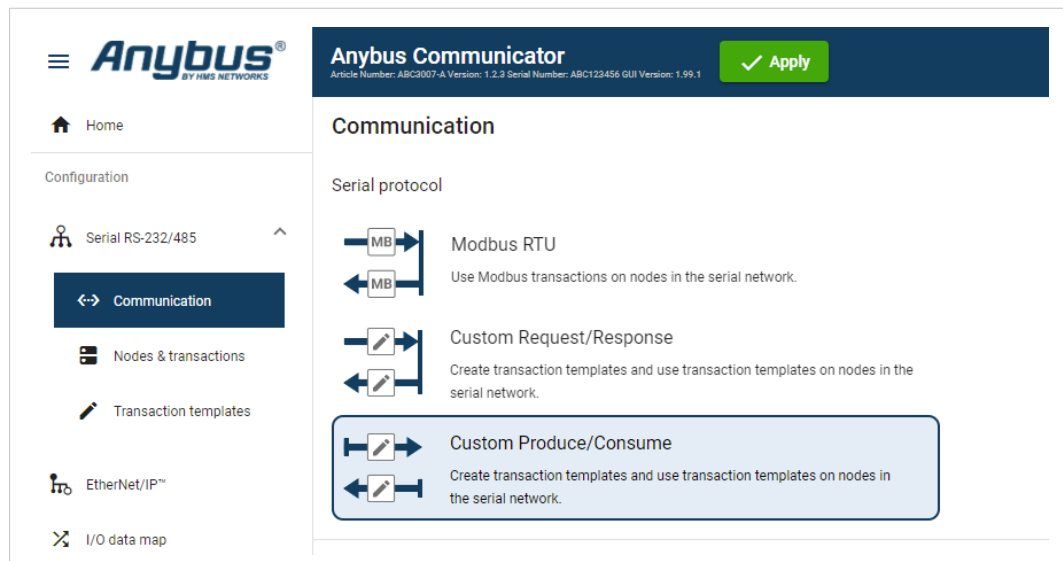 Anybus®
BY HMS NETWORKS
Anybus Communicator
Article Number: ABC3007-A Version: 1.2.3 Serial Number: ABC123456 GUI Version: 1.99.1
Apply
Home
Configuration
Serial RS-232/485
Communication
Nodes & transactions
Transaction templates
EtherNet/IP™
I/O data map
Communication
Serial protocol
MB
MB
Modbus RTU
Use Modbus transactions on nodes in the serial network.
Custom Request/Response
Create transaction templates and use transaction templates on nodes in the
serial network.
Custom Produce/Consume
Create transaction templates and use transaction templates on nodes in
the serial network.